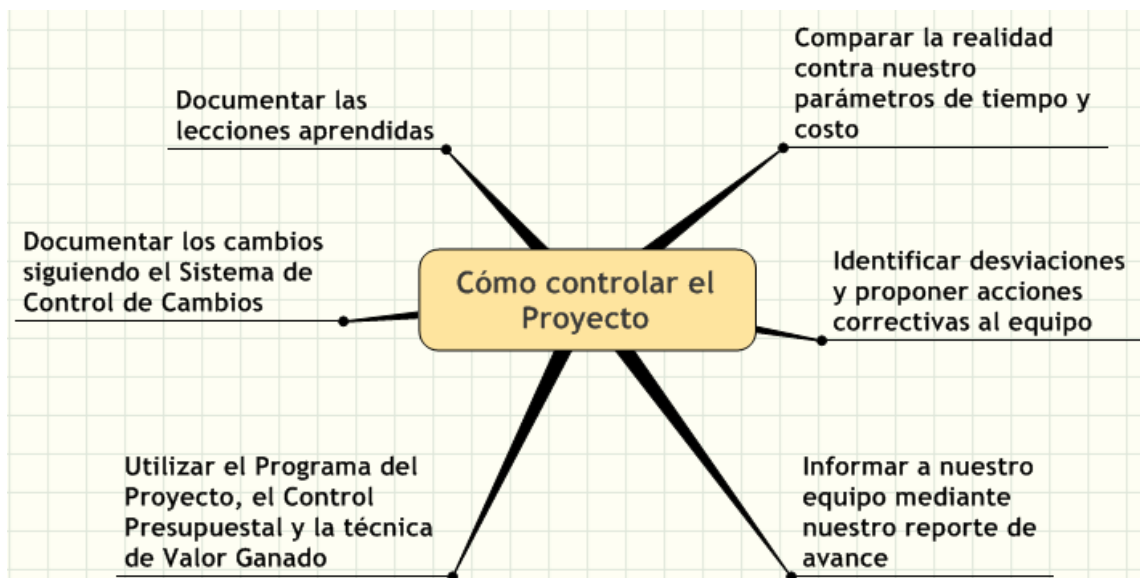 Comparar la realidad
contra nuestro
parámetros de tiempo y
costo
Documentar las
lecciones aprendidas
Documentar los cambios
siguiendo el Sistema de
Control de Cambios
Cómo controlar el
Proyecto
Identificar desviaciones
y proponer acciones
correctivas al equipo
Utilizar el Programa del
Proyecto, el Control
Presupuestal y la técnica
de Valor Ganado
Informar a nuestro
equipo mediante
nuestro reporte de
avance